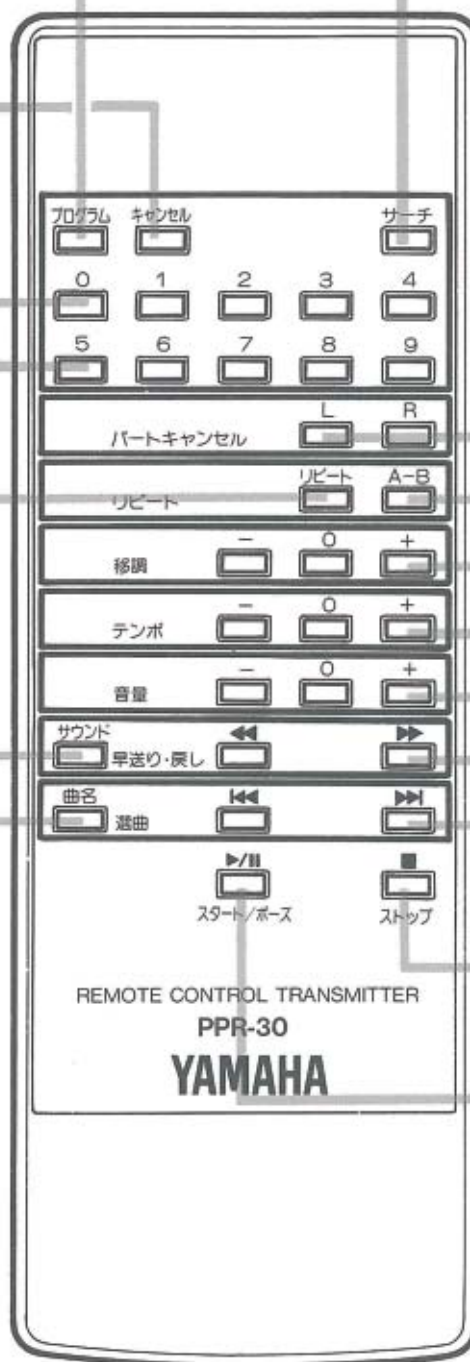 プログラム キャンセル サーチ
0 1 2 3 4
5 6 7 8 9
L R
パートキャンセル
リピート A-B
リピート
- 0 +
移調
- 0 +
テンポ
- 0 +
音量
サウンド ◀◀ ▶▶
早送り・戻し
曲名 |◀◀ ▶▶|
選曲
▶/II ■
スタート/ポーズ ストップ
REMOTE CONTROL TRANSMITTER
PPR-30
YAMAHA